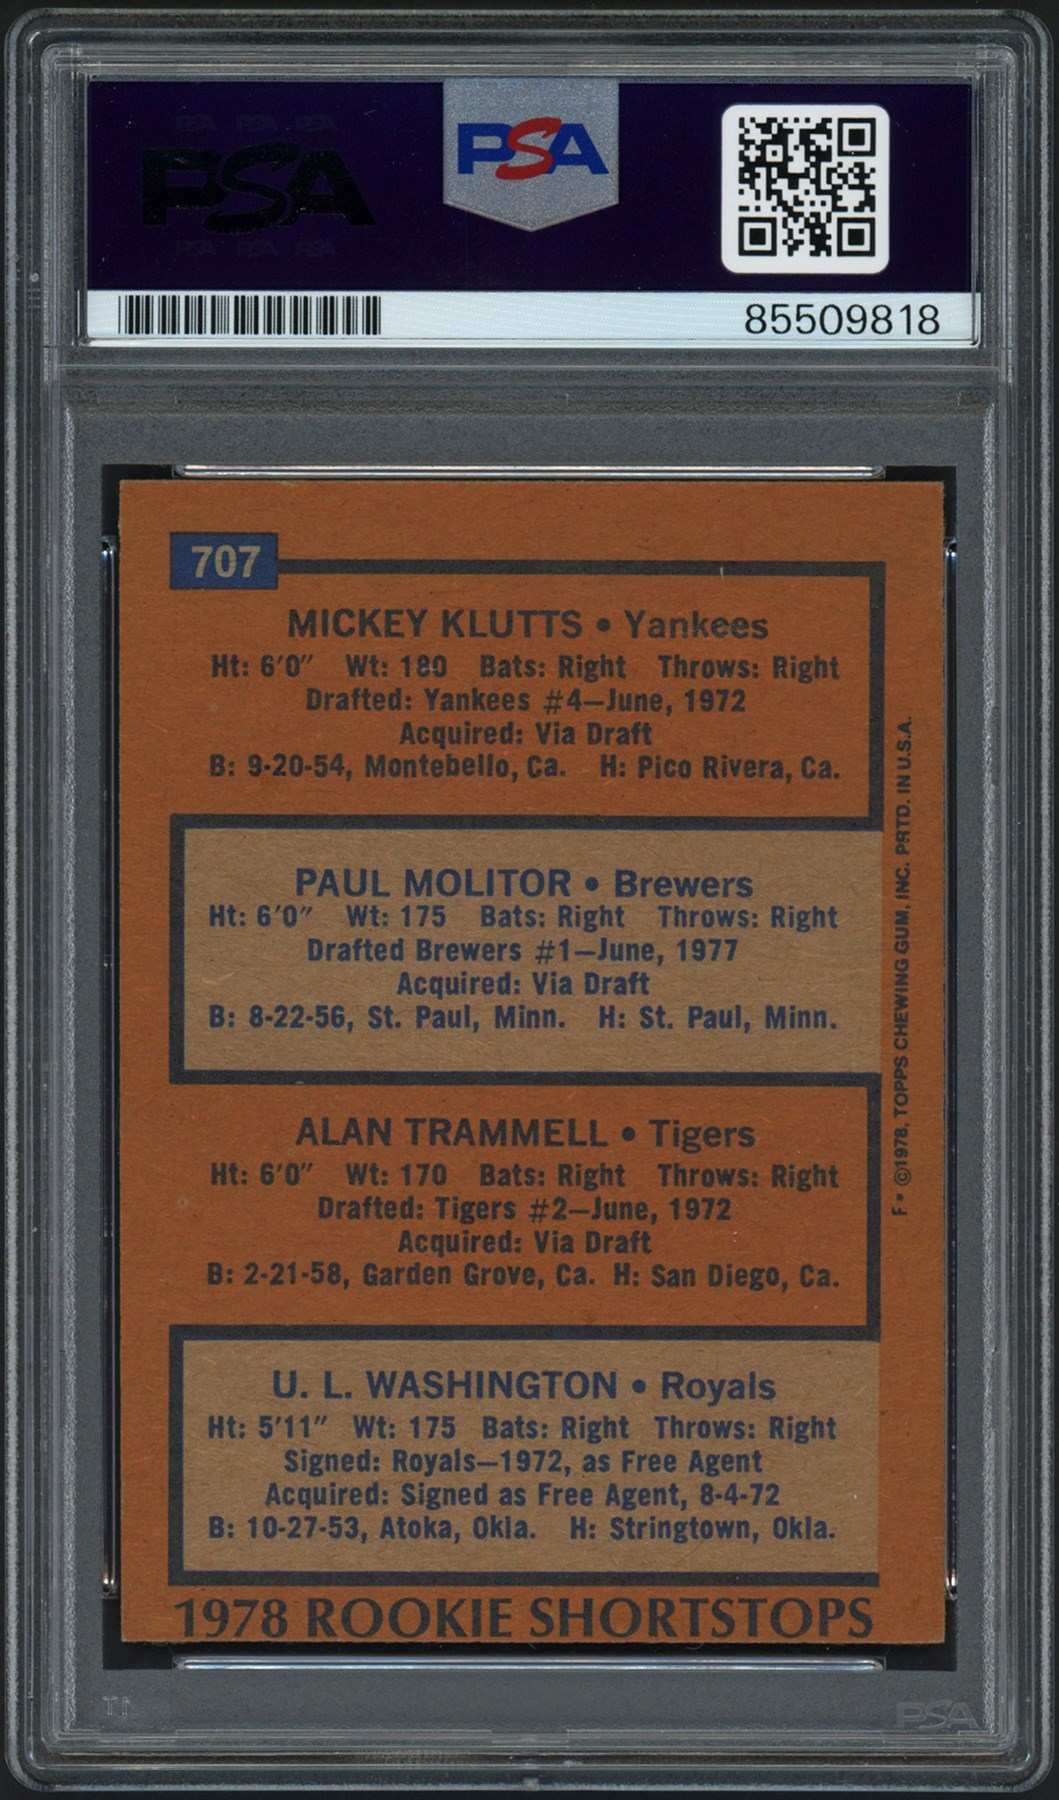 PSA PSA PSA
PSA
PSA PSA PSA
PSA
85509818
707
MICKEY KLUTTS • Yankees
Ht: 6'0" Wt: 180 Bats: Right Throws: Right
Drafted: Yankees #4—June, 1972
Acquired: Via Draft
B: 9-20-54, Montebello, Ca. H: Pico Rivera, Ca.
PAUL MOLITOR • Brewers
Ht: 6'0" Wt: 175 Bats: Right Throws: Right
Drafted Brewers #1—June, 1977
Acquired: Via Draft
B: 8-22-56, St. Paul, Minn. H: St. Paul, Minn.
ALAN TRAMMELL • Tigers
Ht: 6'0" Wt: 170 Bats: Right Throws: Right
Drafted: Tigers #2—June, 1972
Acquired: Via Draft
B: 2-21-58, Garden Grove, Ca. H: San Diego, Ca.
U. L. WASHINGTON • Royals
Ht: 5'11" Wt: 175 Bats: Right Throws: Right
Signed: Royals—1972, as Free Agent
Acquired: Signed as Free Agent, 8-4-72
B: 10-27-53, Atoka, Okla. H: Stringtown, Okla.
1978 ROOKIE SHORTSTOPS
F* ©1978, TOPPS CHEWING GUM, INC. PRTD. IN U.S.A.
PSA